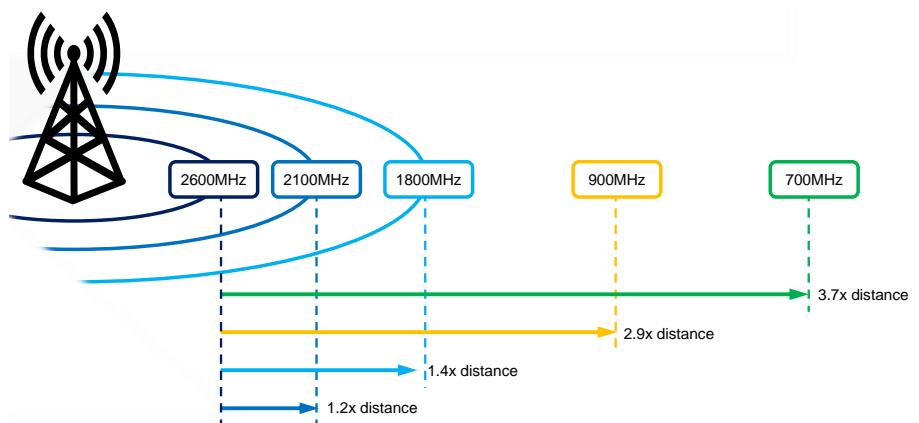 2600MHz
2100MHz
1800MHz
900MHz
700MHz
3.7x distance
2.9x distance
1.4x distance
1.2x distance